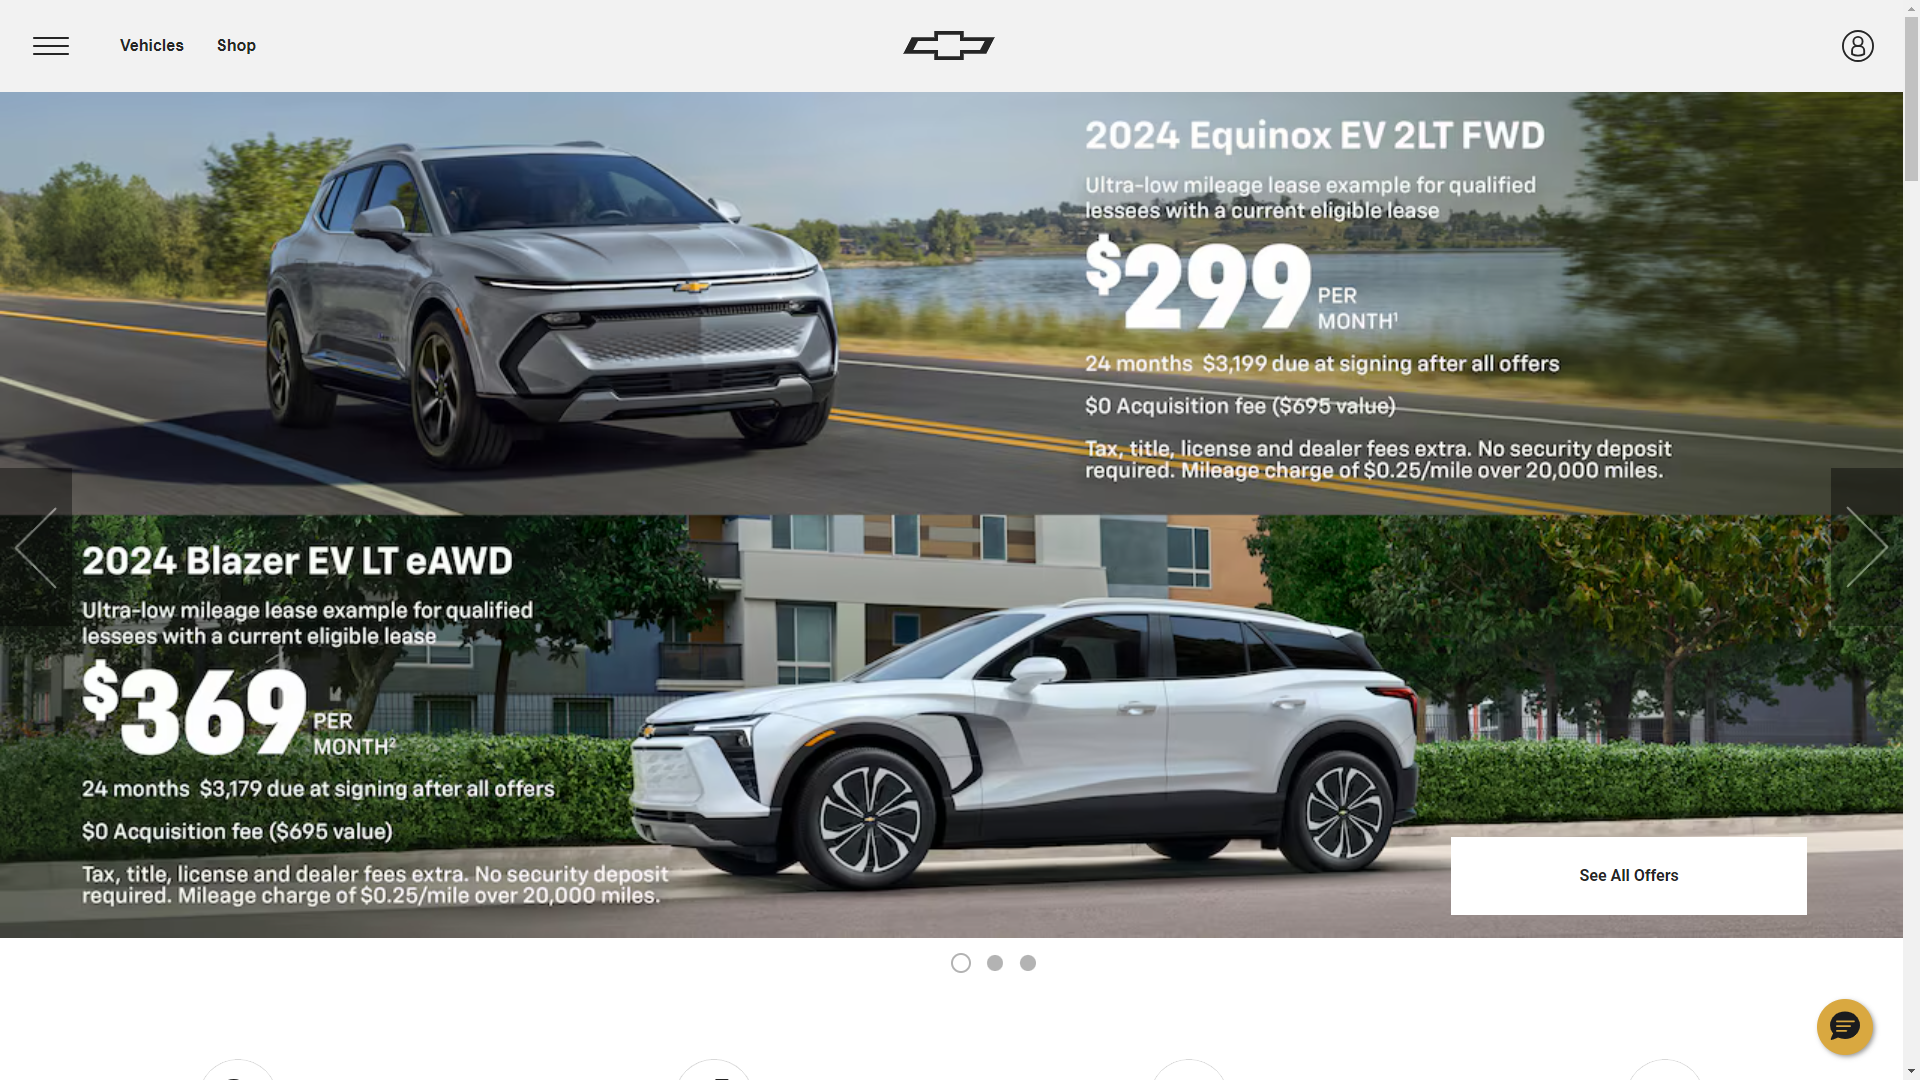 Vehicles
Shop
2024 Equinox EV 2LT FWD
Ultra-low mileage lease example for qualified
lessees with a current eligible lease
$299 PER
MONTH¹
24 months $3,199 due at signing after all offers
$0 Acquisition fee ($695 value)
Tax, title, license and dealer fees extra. No security deposit
required. Mileage charge of $0.25/mile over 20,000 miles.
2024 Blazer EV LT eAWD
Ultra-low mileage lease example for qualified
lessees with a current eligible lease
$369 PER
MONTH²
24 months $3,179 due at signing after all offers
$0 Acquisition fee ($695 value)
Tax, title, license and dealer fees extra. No security deposit
required. Mileage charge of $0.25/mile over 20,000 miles.
See All Offers